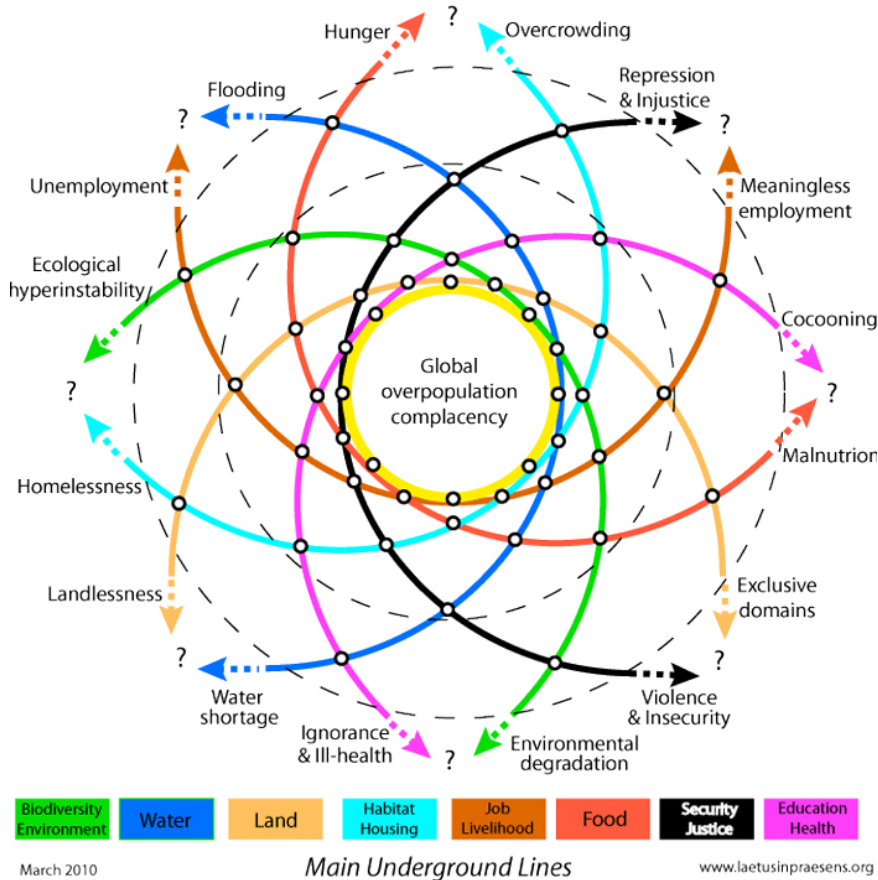 ?
Hunger
Overcrowding
Flooding
Repression
& Injustice
?
?
Unemployment
Meaningless
employment
Ecological
hyperinstability
Cocooning
Global
overpopulation
complacency
?
?
Malnutrition
Homelessness
Landlessness
Exclusive
domains
?
?
Water
shortage
Violence
& Insecurity
Ignorance
& Ill-health
?
Environmental
degradation
Biodiversity
Environment
Water
Land
Habitat
Housing
Job
Livelihood
Food
Security
Justice
Education
Health
March 2010
Main Underground Lines
www.laetusinpraesens.org